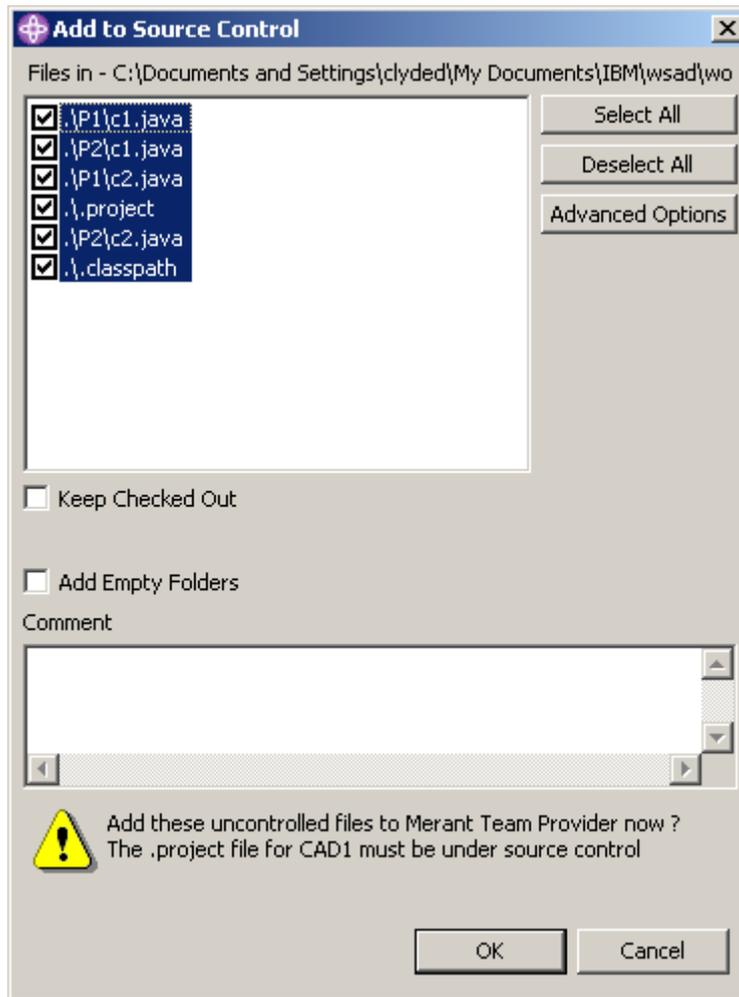 Add to Source Control
Files in - C:\Documents and Settings\clyded\My Documents\IBM\wsad\wo
.\P1\c1.java
.\P2\c1.java
.\P1\c2.java
.\.project
.\P2\c2.java
.\.classpath
Select All
Deselect All
Advanced Options
Keep Checked Out
Add Empty Folders
Comment
Add these uncontrolled files to Merant Team Provider now ?
The .project file for CAD1 must be under source control
OK
Cancel